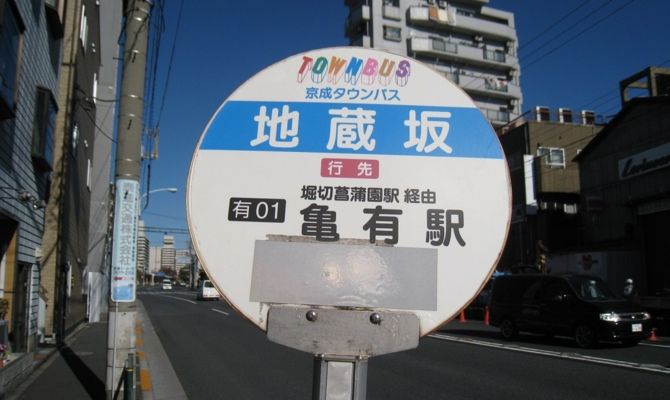 TOWNBUS
京成タウンバス
地蔵坂
行先
堀切菖蒲園駅 経由
有01 亀有駅